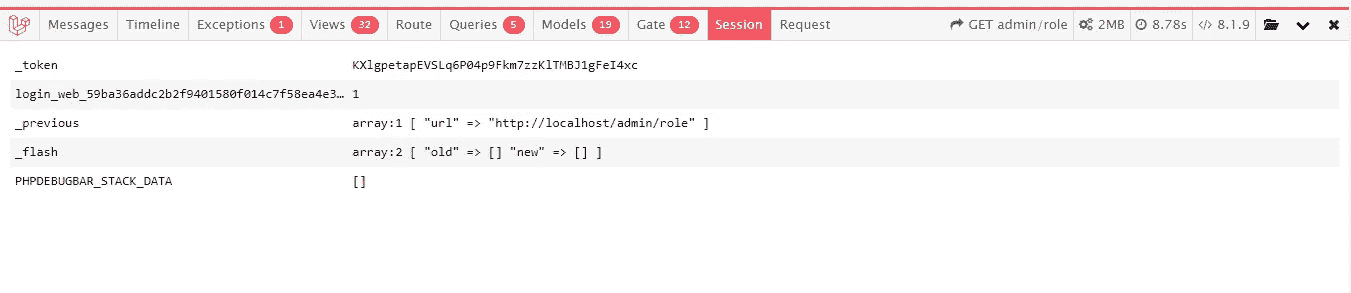 Messages Timeline Exceptions 1 Views 32 Route Queries 5 Models 19 Gate 12 Session Request GET admin/role 2MB 8.78s 8.1.9
_token KXlgpetapEVSLq6P04p9Fkm7zzKlTMBJ1gFeI4xc
login_web_59ba36addc2b2f9401580f014c7f58ea4e3… 1
_previous array:1 [ "url" => "http://localhost/admin/role" ]
_flash array:2 [ "old" => [] "new" => [] ]
PHPDEBUGBAR_STACK_DATA []